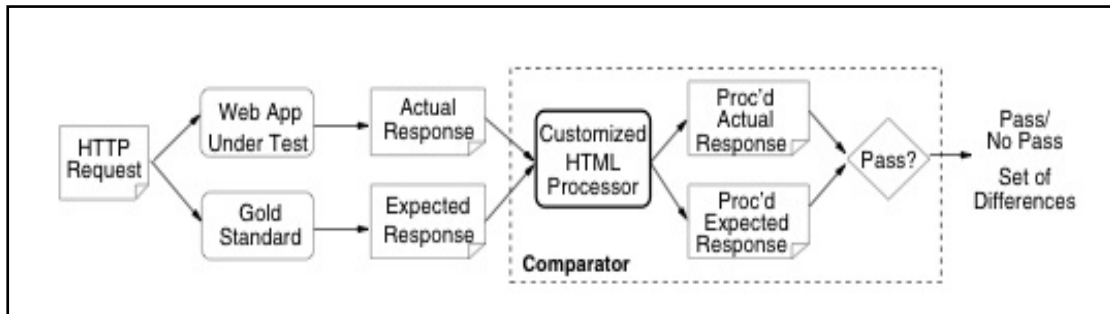 HTTP
Request
Web App
Under Test
Gold
Standard
Actual
Response
Expected
Response
Customized
HTML
Processor
Proc'd
Actual
Response
Proc'd
Expected
Response
Comparator
Pass?
Pass/
No Pass
Set of
Differences